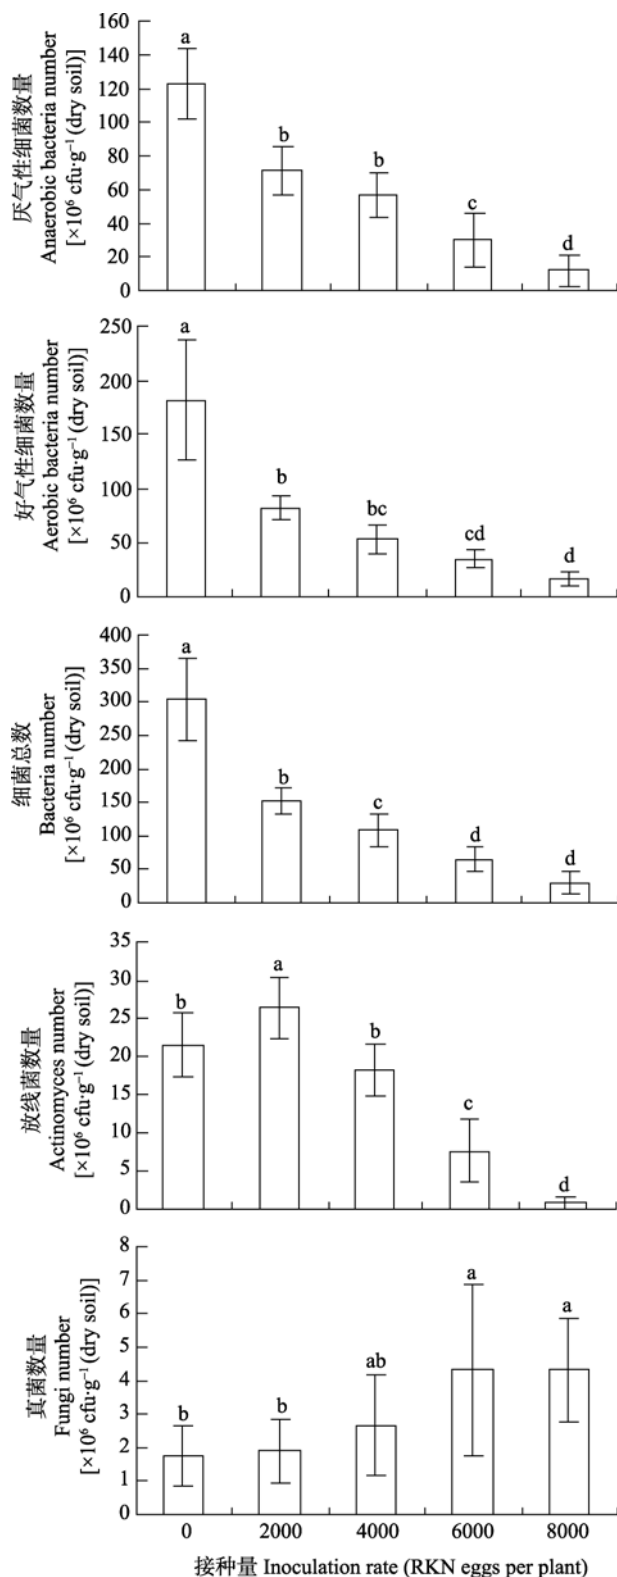 厌气性细菌数量
Anaerobic bacteria number
[×10⁶ cfu·g⁻¹ (dry soil)]
160
140
120
100
80
60
40
20
0
a
b
b
c
d
好气性细菌数量
Aerobic bacteria number
[×10⁶ cfu·g⁻¹ (dry soil)]
250
200
150
100
50
0
a
b
bc
cd
d
细菌总数
Bacteria number
[×10⁶ cfu·g⁻¹ (dry soil)]
400
350
300
250
200
150
100
50
0
a
b
c
d
d
放线菌数量
Actinomyces number
[×10⁶ cfu·g⁻¹ (dry soil)]
35
30
25
20
15
10
5
0
b
a
b
c
d
真菌数量
Fungi number
[×10⁶ cfu·g⁻¹ (dry soil)]
8
7
6
5
4
3
2
1
0
b
b
ab
a
a
0 2000 4000 6000 8000
接种量 Inoculation rate (RKN eggs per plant)